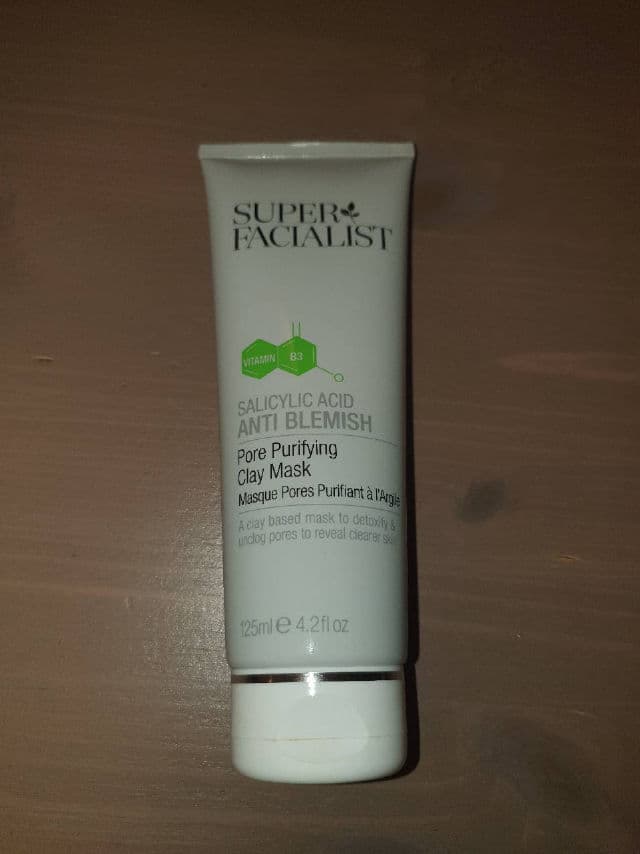 SUPER
FACIALIST
VITAMIN B3
O
SALICYLIC ACID
ANTI BLEMISH
Pore Purifying
Clay Mask
Masque Pores Purifiant à l'Argile
A clay based mask to detoxify &
unclog pores to reveal clearer skin
125ml e 4.2fl oz